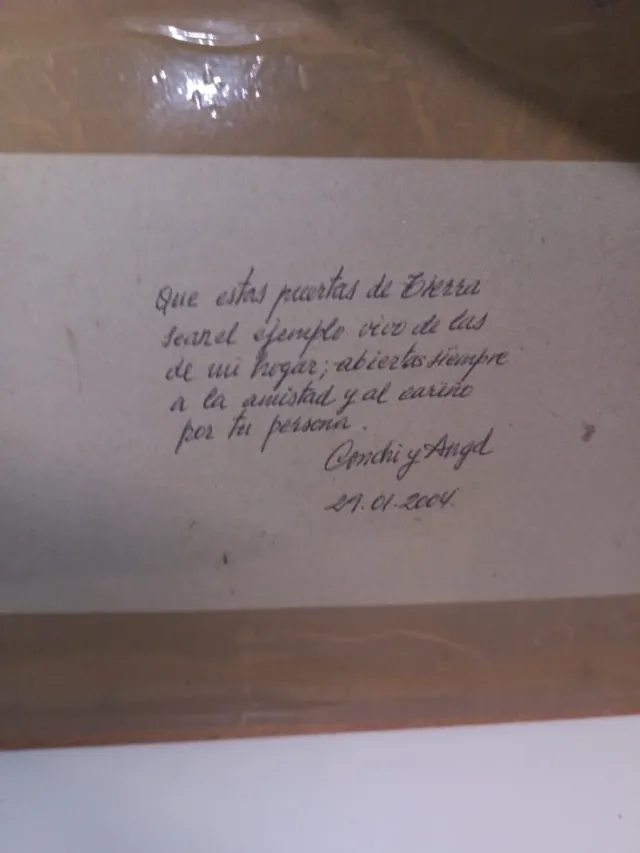 Que estas puertas de Tierra
sean el ejemplo vivo de las
de mi hogar; abiertas siempre
a la amistad y al cariño
por tu persona.
Conchi y Angel
29.01.2004.